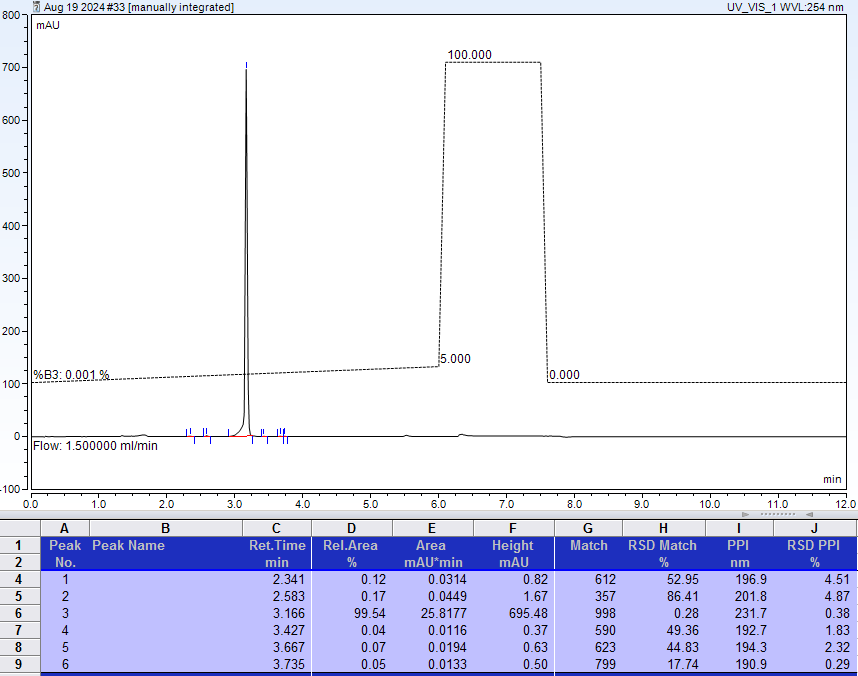 Aug 19 2024 #33 [manually integrated] UV_VIS_1 WVL:254 nm
800
mAU
700
600
500
400
300
200
100
0
-100
100.000
5.000
%B3: 0.001 %
0.000
Flow: 1.500000 ml/min
min
0.0 1.0 2.0 3.0 4.0 5.0 6.0 7.0 8.0 9.0 10.0 11.0 12.0
A B C D E F G H I J
1 Peak Peak Name Ret.Time Rel.Area Area Height Match RSD Match PPI RSD PPI
2 No. min % mAU*min mAU % nm %
4 1 2.341 0.12 0.0314 0.82 612 52.95 196.9 4.51
5 2 2.583 0.17 0.0449 1.67 357 86.41 201.8 4.87
6 3 3.166 99.54 25.8177 695.48 998 0.28 231.7 0.38
7 4 3.427 0.04 0.0116 0.37 590 49.36 192.7 1.83
8 5 3.667 0.07 0.0194 0.63 623 44.83 194.3 2.32
9 6 3.735 0.05 0.0133 0.50 799 17.74 190.9 0.29